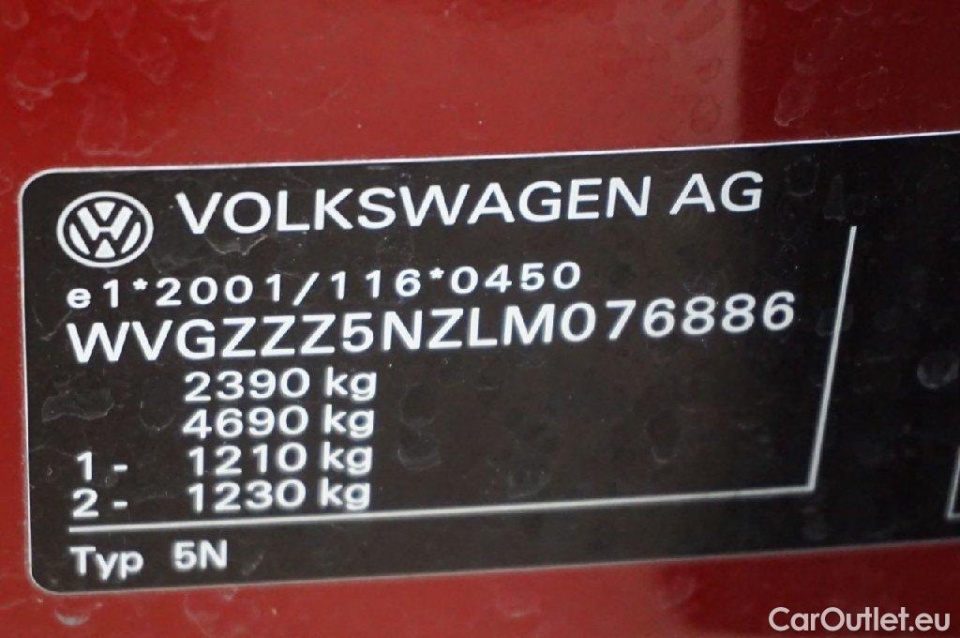 VOLKSWAGEN AG
e1*2001/116*0450
WVGZZZ5NZLM076886
2390 kg
4690 kg
1- 1210 kg
2- 1230 kg
Typ 5N
CarOutlet.eu